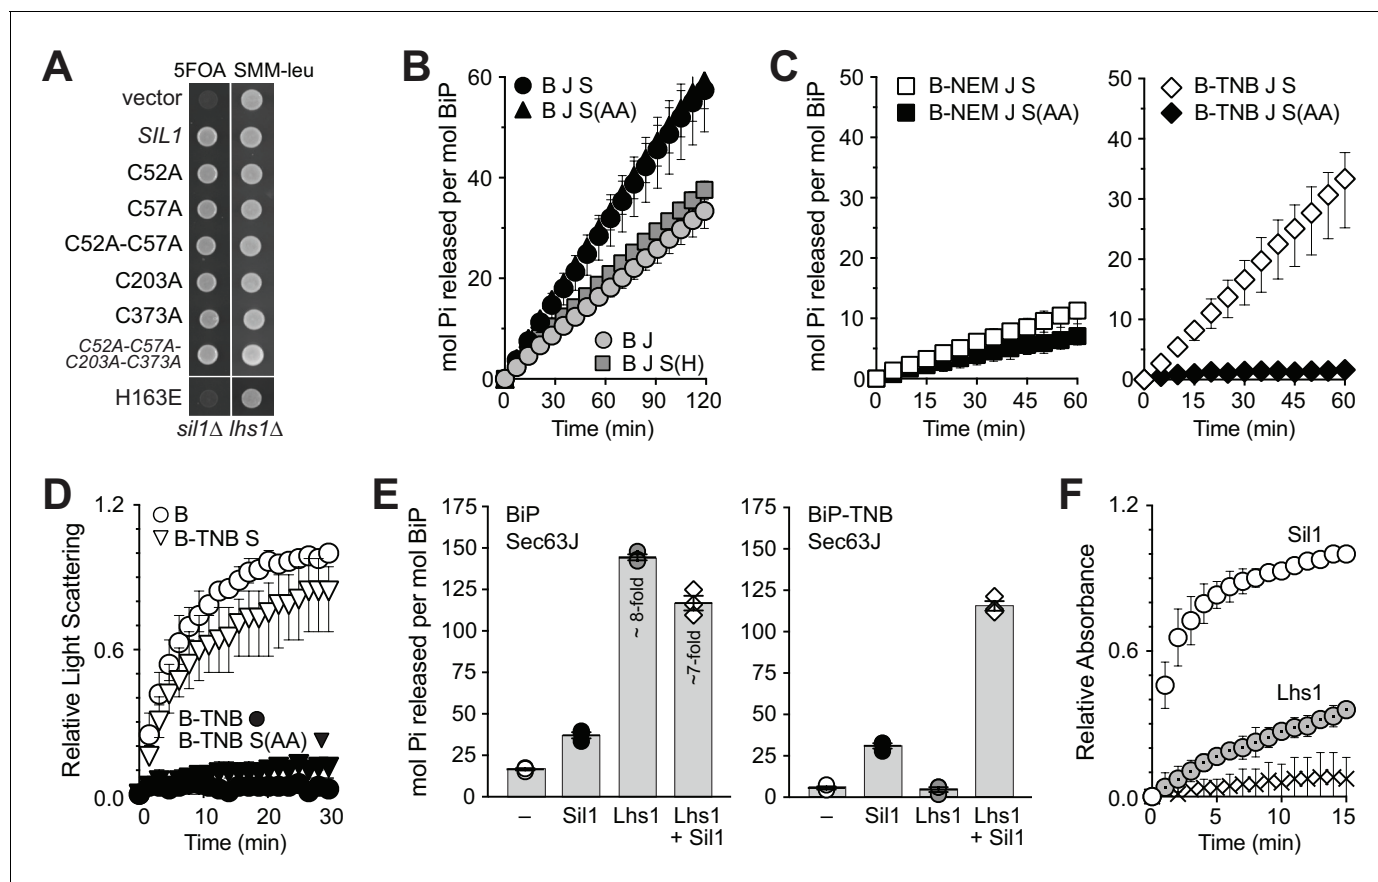 A
5FOA SMM-leu
vector
SIL1
C52A
C57A
C52A-C57A
C203A
C373A
C52A-C57A-
C203A-C373A
H163E
sil1Δ lhs1Δ
B
mol Pi released per mol BiP
60
40
20
0
B J S
B J S(AA)
B J
B J S(H)
0 30 60 90 120
Time (min)
C
mol Pi released per mol BiP
50
40
30
20
10
0
B-NEM J S
B-NEM J S(AA)
0 15 30 45 60
Time (min)
50
40
30
20
10
0
B-TNB J S
B-TNB J S(AA)
0 15 30 45 60
Time (min)
D
Relative Light Scattering
1.2
0.6
0.0
B
B-TNB S
B-TNB
B-TNB S(AA)
0 10 20 30
Time (min)
E
mol Pi released per mol BiP
175
150
125
100
75
50
25
0
BiP
Sec63J
~ 8-fold
~7-fold
– Sil1 Lhs1 Lhs1
+ Sil1
175
150
125
100
75
50
25
0
BiP-TNB
Sec63J
– Sil1 Lhs1 Lhs1
+ Sil1
F
Relative Absorbance
1.2
0.6
0.0
Sil1
Lhs1
0 5 10 15
Time (min)